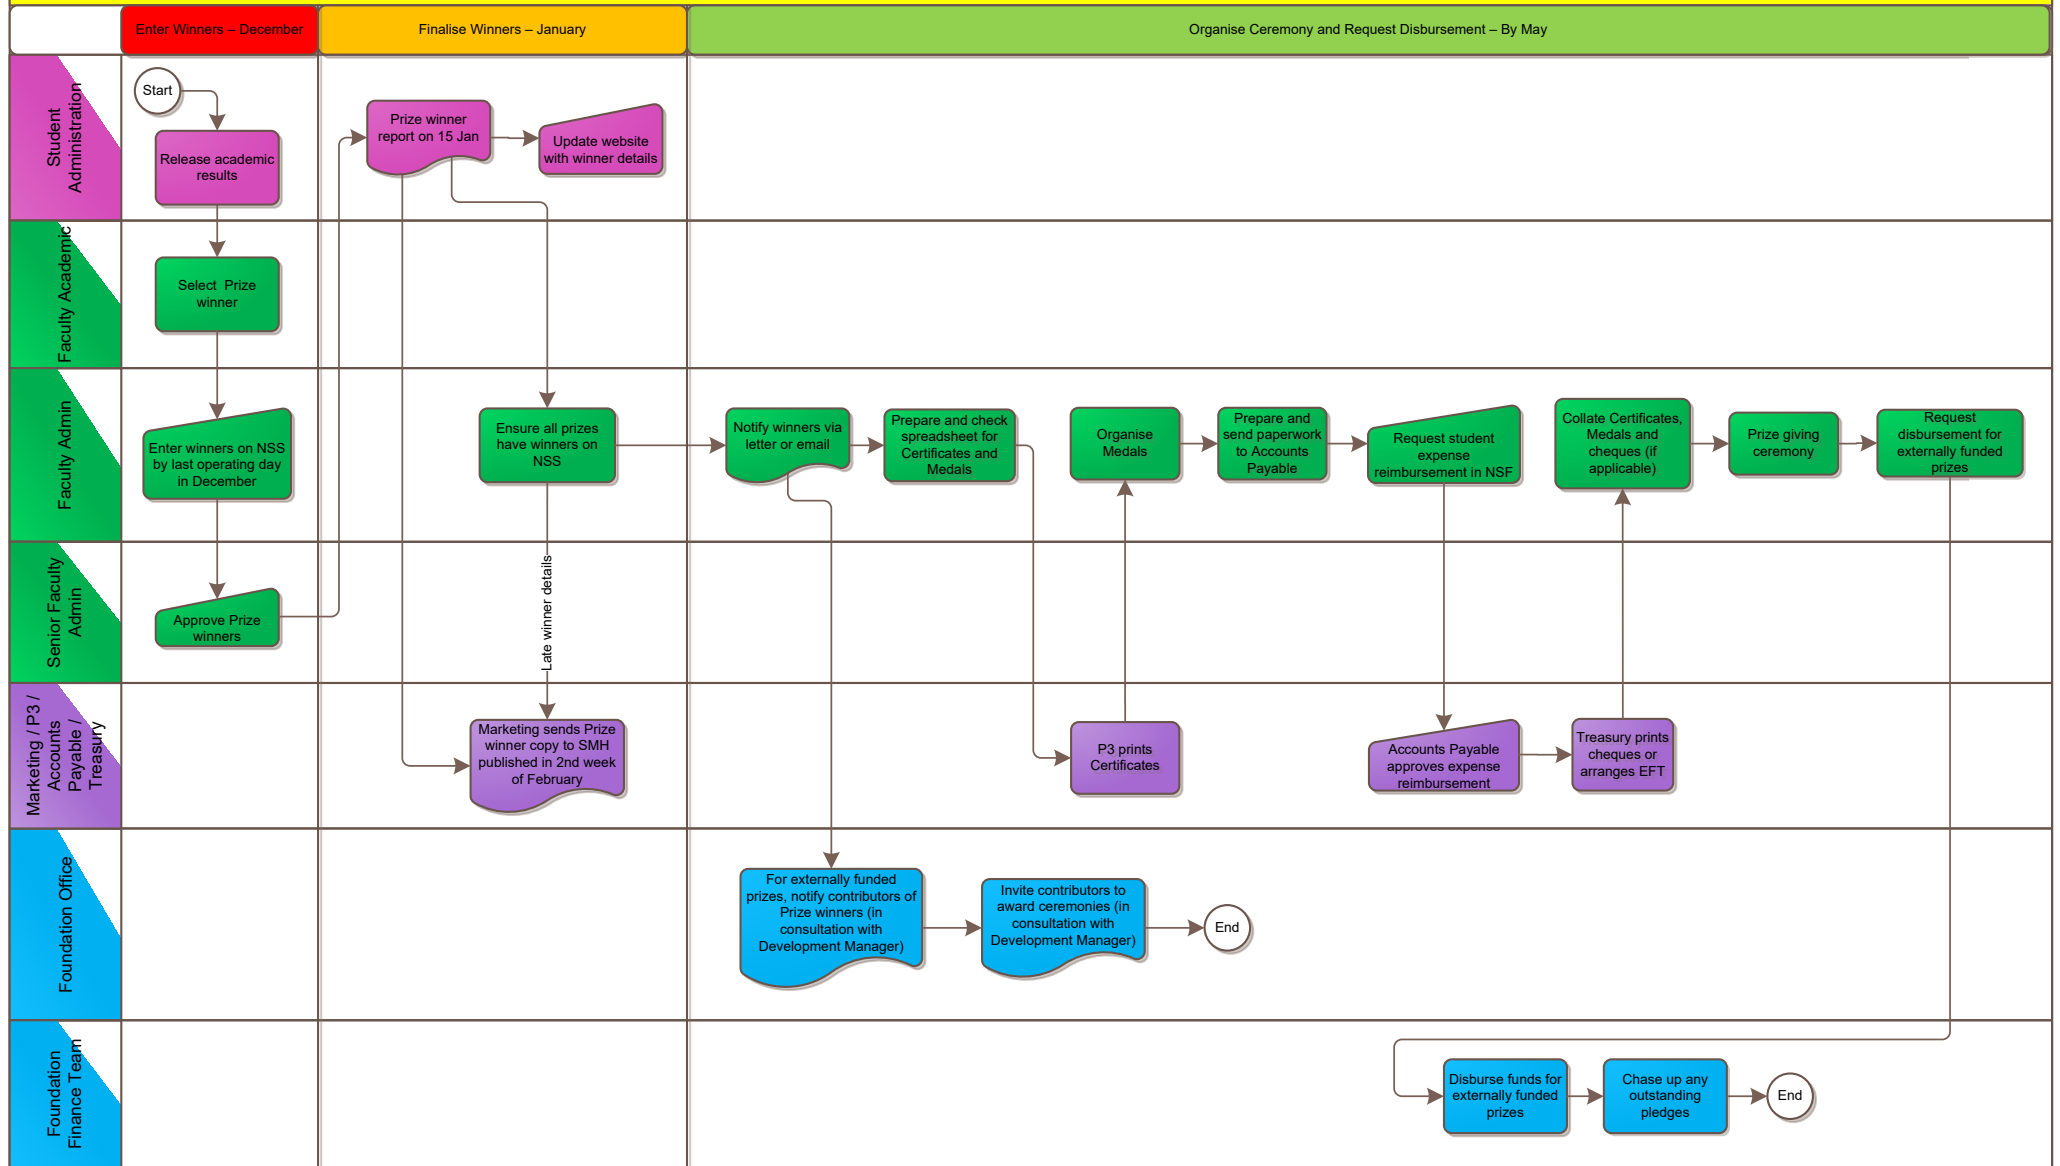 Enter Winners – December
Finalise Winners – January
Organise Ceremony and Request Disbursement – By May
Student
Administration
Start
Release academic
results
Prize winner
report on 15 Jan
Update website
with winner details
Faculty Academic
Select Prize
winner
Faculty Admin
Enter winners on NSS
by last operating day
in December
Ensure all prizes
have winners on
NSS
Notify winners via
letter or email
Prepare and check
spreadsheet for
Certificates and
Medals
Organise
Medals
Prepare and
send paperwork
to Accounts
Payable
Request student
expense
reimbursement in NSF
Collate Certificates,
Medals and
cheques (if
applicable)
Prize giving
ceremony
Request
disbursement for
externally funded
prizes
Senior Faculty
Admin
Approve Prize
winners
Late winner details
Marketing / P3 /
Accounts
Payable /
Treasury
Marketing sends Prize
winner copy to SMH
published in 2nd week
of February
P3 prints
Certificates
Accounts Payable
approves expense
reimbursement
Treasury prints
cheques or
arranges EFT
Foundation Office
For externally funded
prizes, notify contributors of
Prize winners (in
consultation with
Development Manager)
Invite contributors to
award ceremonies (in
consultation with
Development Manager)
End
Foundation
Finance Team
Disburse funds for
externally funded
prizes
Chase up any
outstanding
pledges
End